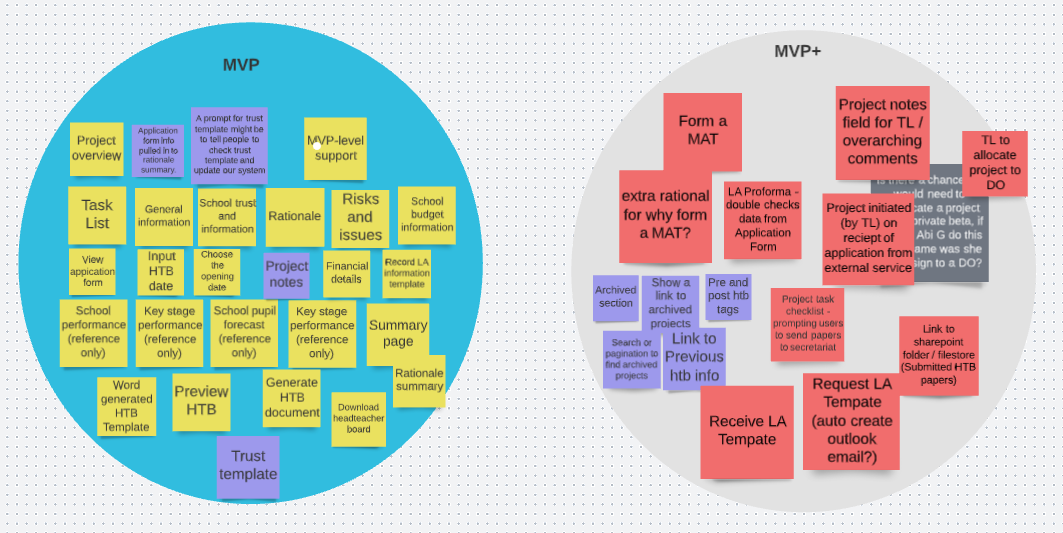 MVP
Project
overview
Application
form info
pulled in to
rationale
summary.
A prompt for trust
template might be
to tell people to
check trust
template and
update our system
MVP-level
support
Task
List
General
information
School trust
and
information
Rationale
Risks
and
issues
School
budget
information
View
appication
form
Input
HTB
date
Choose
the
opening
date
Project
notes
Financial
details
Record LA
information
template
School
performance
(reference
only)
Key stage
performance
(reference
only)
School pupil
forecast
(reference
only)
Key stage
performance
(reference
only)
Summary
page
Rationale
summary
Word
generated
HTB
Template
Preview
HTB
Generate
HTB
document
Download
headteacher
board
Trust
template
MVP+
Form a
MAT
Project notes
field for TL /
overarching
comments
TL to
allocate
project to
DO
extra rational
for why form
a MAT?
LA Proforma -
double checks
data from
Application
Form
Project initiated
(by TL) on
reciept of
application from
external service
Is there a chance
would need to
cate a project
private beta, if
Abi G do this
ame was she
sign to a DO?
Archived
section
Show a
link to
archived
projects
Pre and
post htb
tags
Project task
checklist -
prompting users
to send papers
to secretariat
Search or
pagination to
find archived
projects
Link to
Previous
htb info
Link to
sharepoint
folder / filestore
(Submitted HTB
papers)
Receive LA
Tempate
Request LA
Tempate
(auto create
outlook
email?)